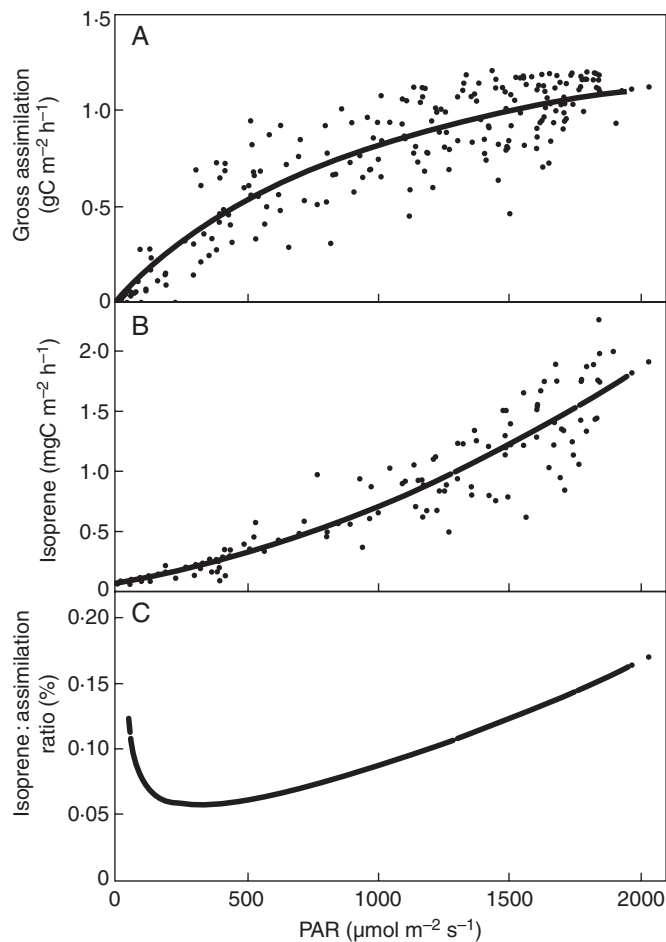 A
Gross assimilation
(gC m⁻² h⁻¹)
1·5
1·0
0·5
0
B
Isoprene (mgC m⁻² h⁻¹)
2·0
1·5
1·0
0·5
0
C
Isoprene : assimilation
ratio (%)
0·20
0·15
0·10
0·05
0
0 500 1000 1500 2000
PAR (µmol m⁻² s⁻¹)